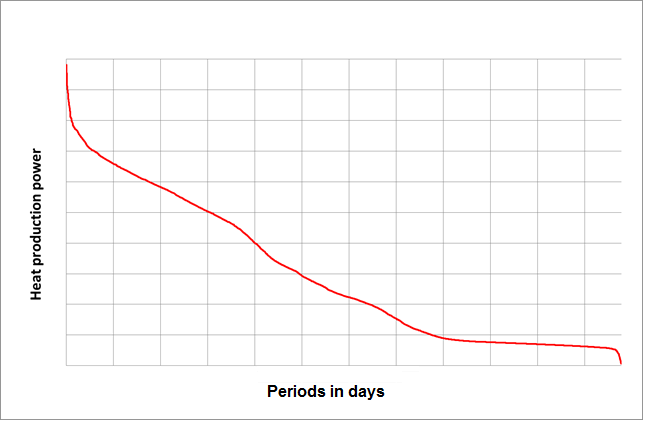 Heat production power
Periods in days